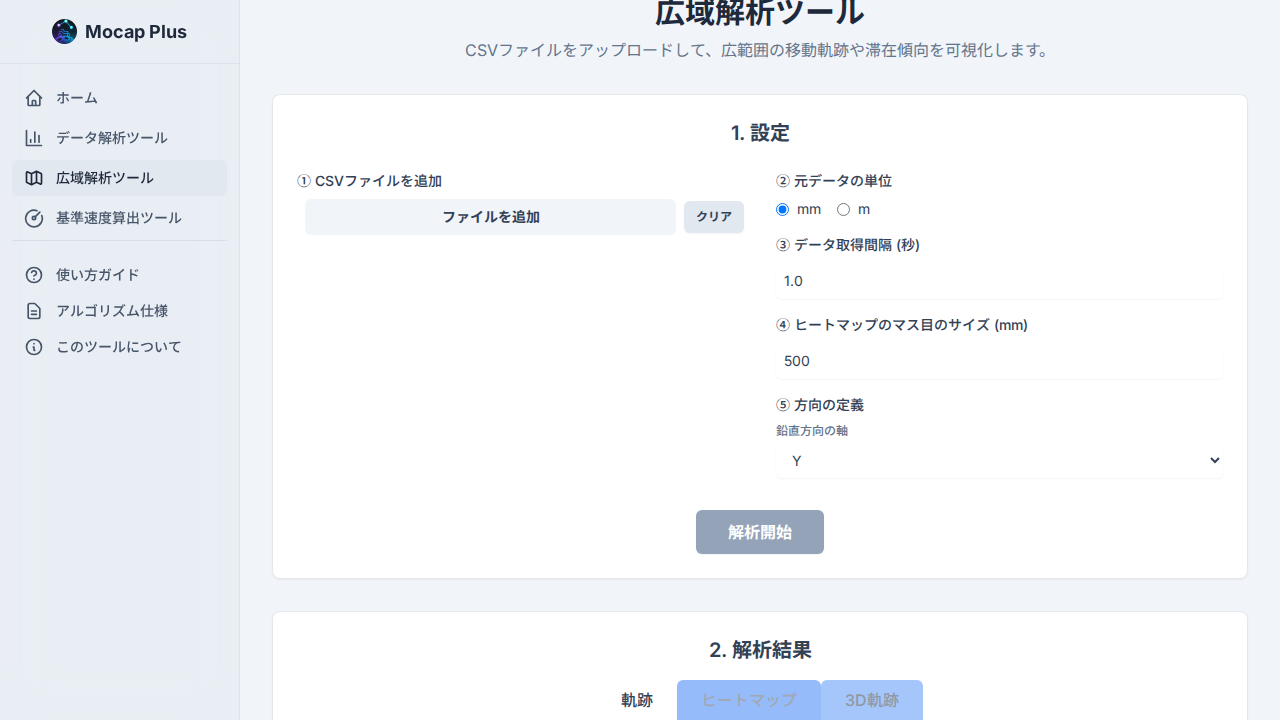 Mocap Plus
ホーム
データ解析ツール
広域解析ツール
基準速度算出ツール
使い方ガイド
アルゴリズム仕様
このツールについて
広域解析ツール
CSVファイルをアップロードして、広範囲の移動軌跡や滞在傾向を可視化します。
1. 設定
① CSVファイルを追加
ファイルを追加 クリア
② 元データの単位
mm m
③ データ取得間隔 (秒)
1.0
④ ヒートマップのマス目のサイズ (mm)
500
⑤ 方向の定義
鉛直方向の軸
Y
解析開始
2. 解析結果
軌跡 ヒートマップ 3D軌跡